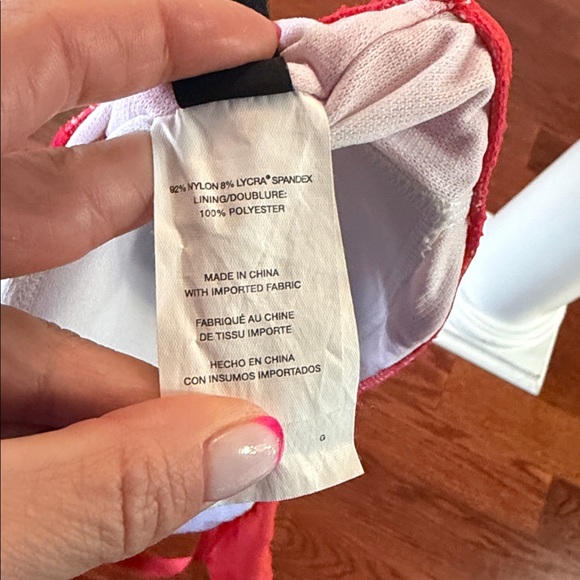 92% NYLON 8% LYCRA® SPANDEX
LINING/DOUBLURE:
100% POLYESTER
MADE IN CHINA
WITH IMPORTED FABRIC
FABRIQUÉ AU CHINE
DE TISSU IMPORTE
HECHO EN CHINA
CON INSUMOS IMPORTADOS
G